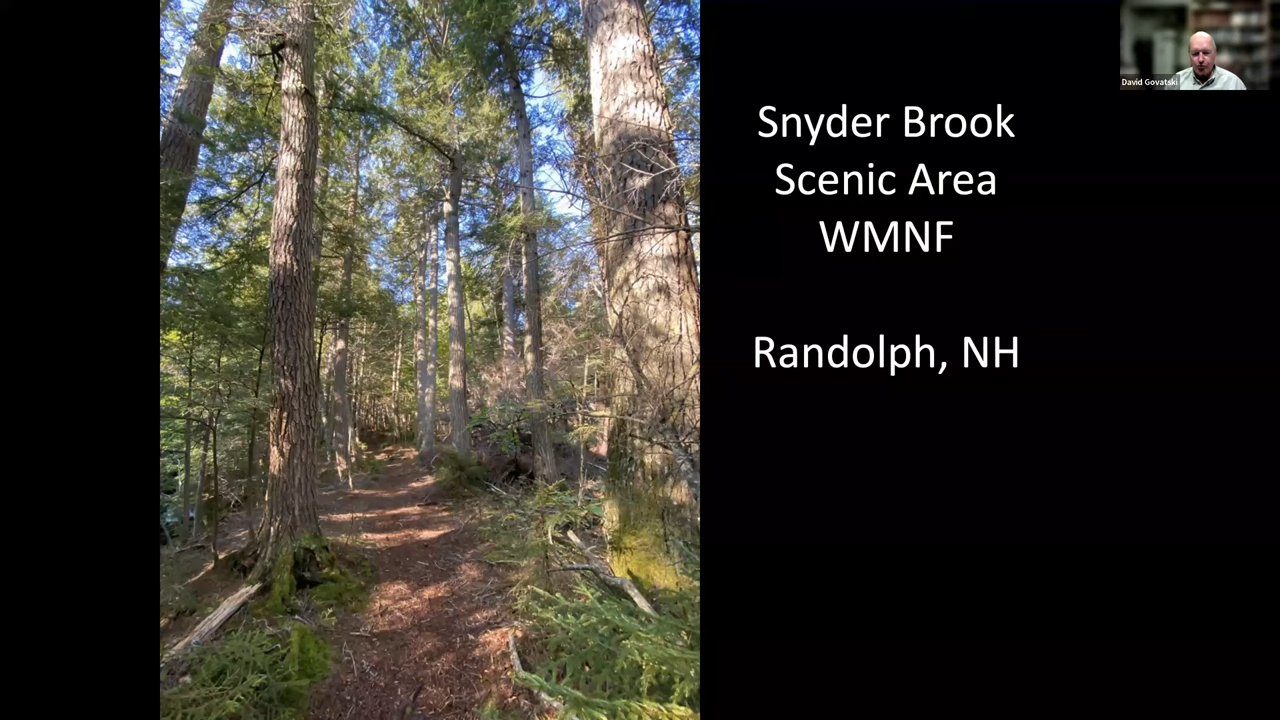 David Govatski
Snyder Brook
Scenic Area
WMNF
Randolph, NH